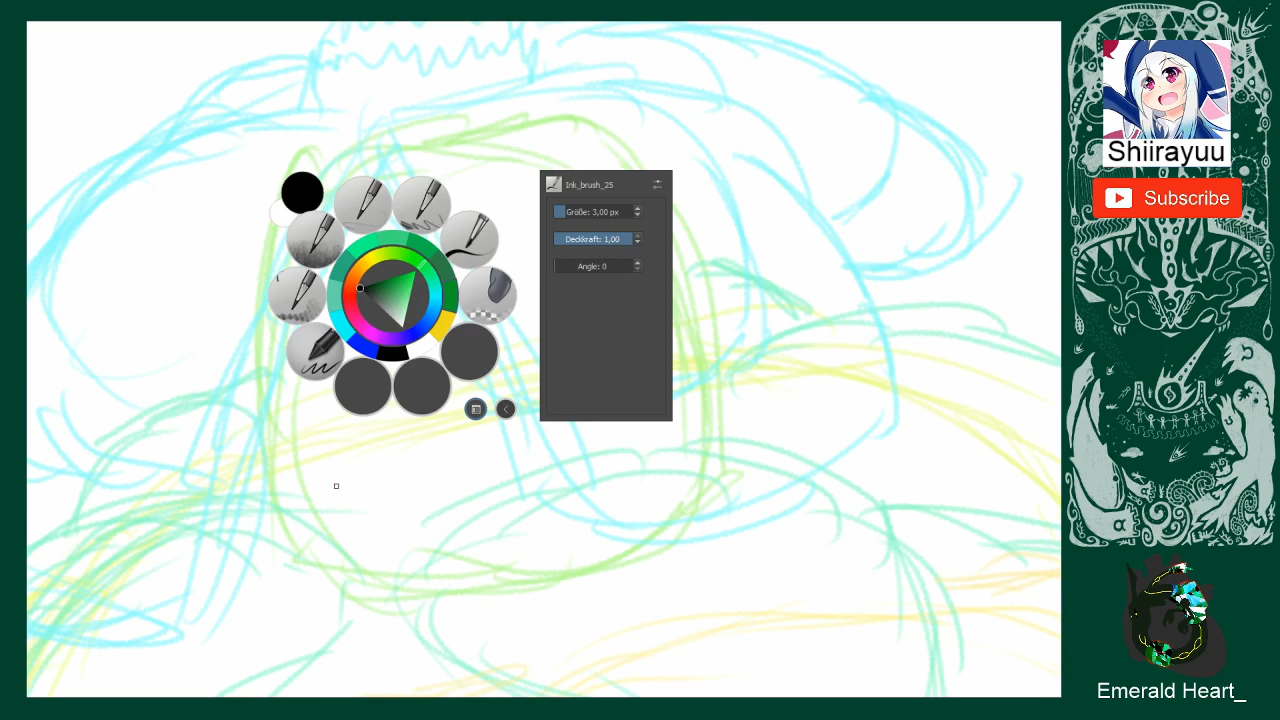 Ink_brush_25
Größe: 3,00 px
Deckkraft: 1,00
Angle: 0
Shiirayuu
Subscribe
Emerald Heart_